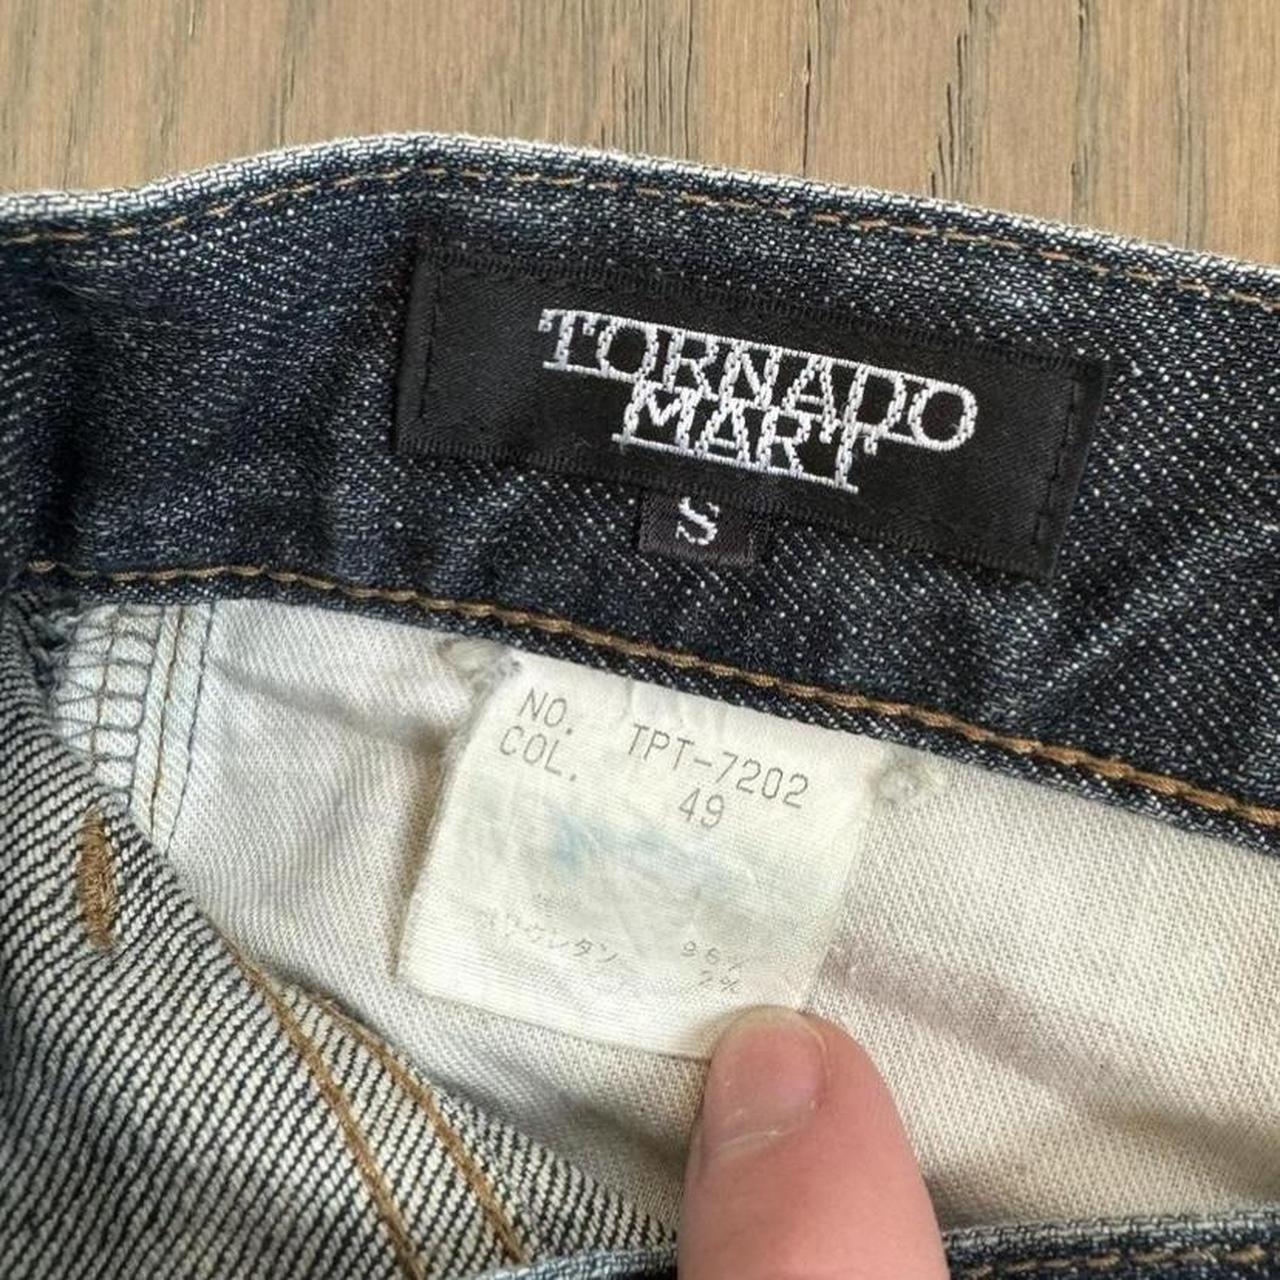 TORNADO
MART
S
NO. TPT-7202
COL. 49